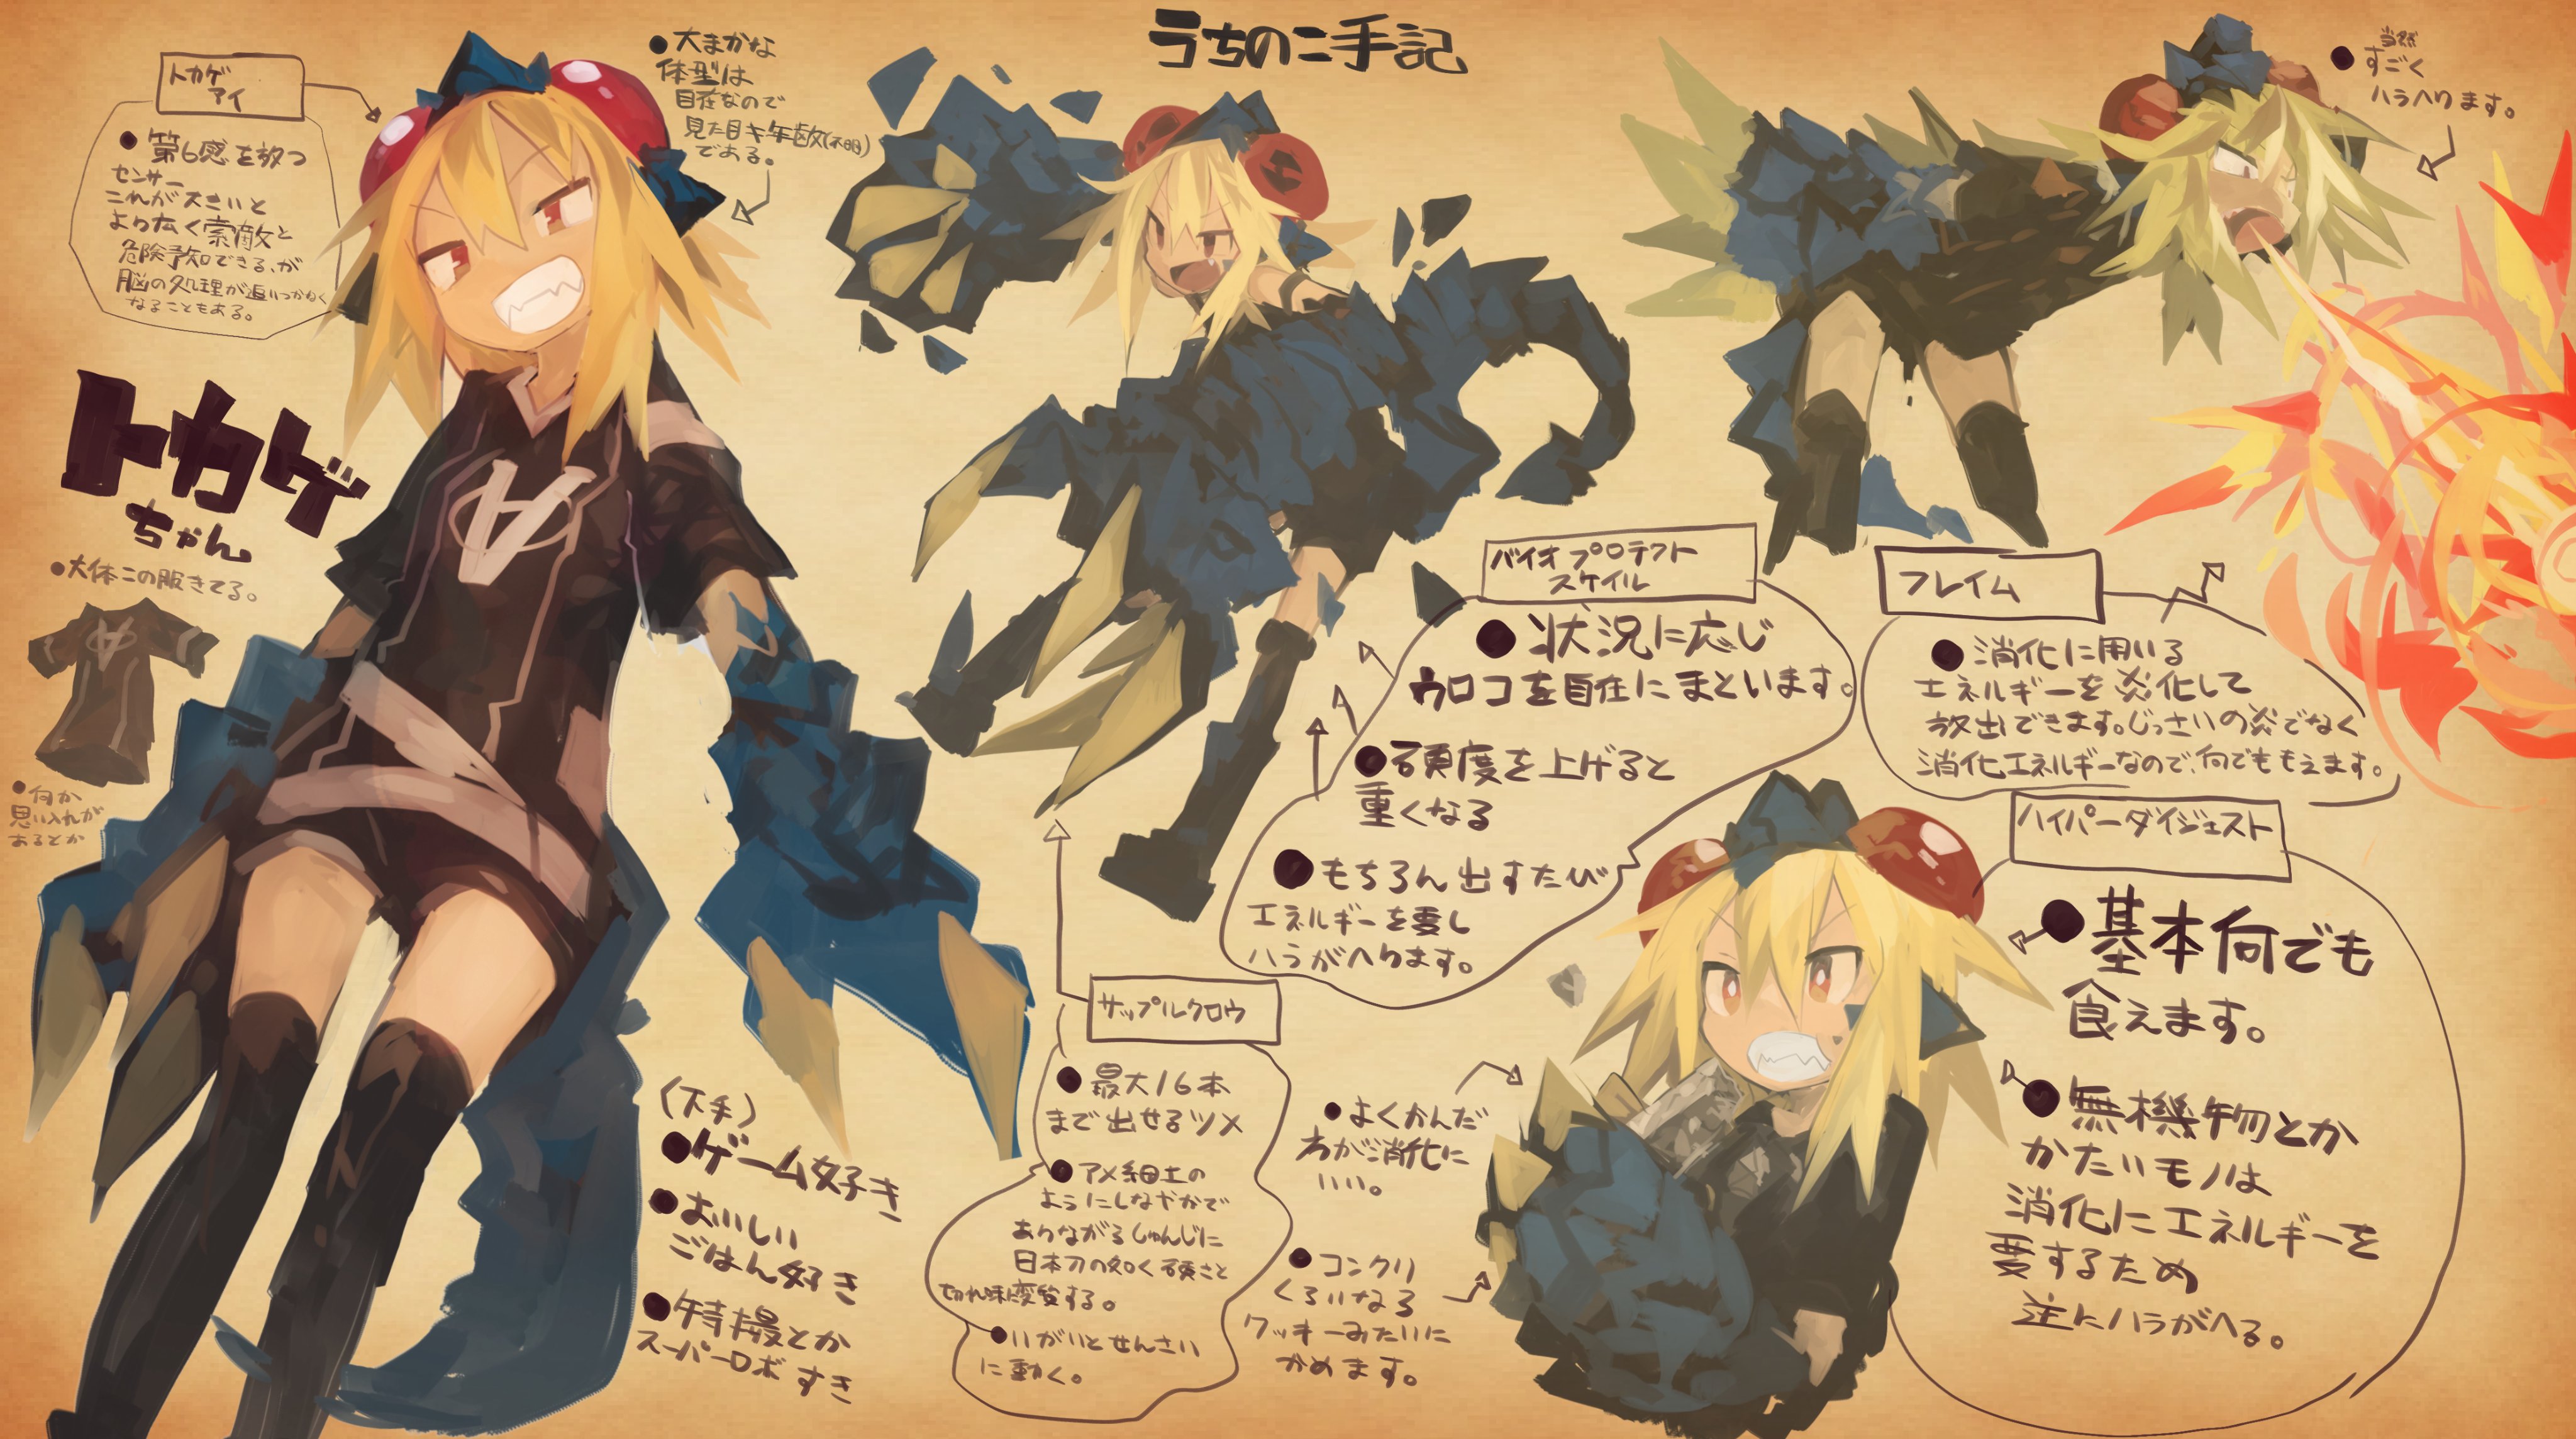 うちのこ手記
トカゲ
アイ
●第6感を放つ
センサー
これが大きいと
より広く索敵と
危険予知できる、が
脳の処理が追いつかなく
なることもある。
●大まかな
体型は
自在なので
見た目キ年齢(不明)
である。
トカゲ
ちゃん
●大体この服きてる。
●何か
思い入れが
あるとか
●ゲーム好き
●おいしい
ごはん好き
●特撮とか
スーパーロボすき
バイオプロテクト
スケイル
●状況に応じ
ウロコを自在にまといます。
●硬度を上げると
重くなる
●もちろん出すたび
エネルギーを要し
ハラがへります。
サップルクロウ
●最大16本
まで出せるツメ
●アメ細工の
ようにしなやかで
ありながらしゅんじに
日本刀の如く硬さと
切れ味に変質する。
●いがいとせんさい
に動く。
●当然
すごく
ハラへります。
フレイム
●消化に用いる
エネルギーを炎化して
放出できます。じっさいの炎でなく
消化エネルギーなので、何でももえます。
ハイパーダイジェスト
●基本何でも
食えます。
●無機物とか
かたいモノは
消化にエネルギーを
要するため
逆にハラがへる。
●よくかんだ
方が消化に
いい。
●コンクリ
くらいなら
クッキーみたいに
かめます。